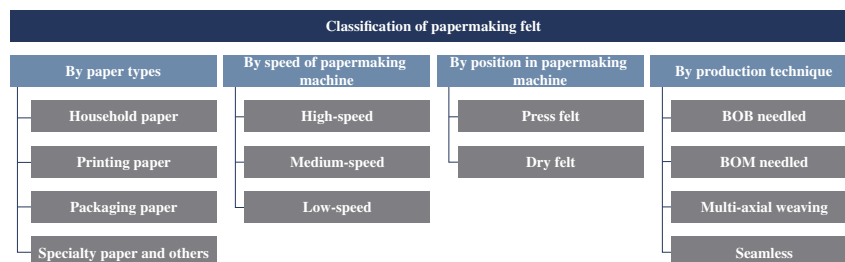 Classification of papermaking felt
By paper types
Household paper
Printing paper
Packaging paper
Specialty paper and others
By speed of papermaking
machine
High-speed
Medium-speed
Low-speed
By position in papermaking
machine
Press felt
Dry felt
By production technique
BOB needled
BOM needled
Multi-axial weaving
Seamless